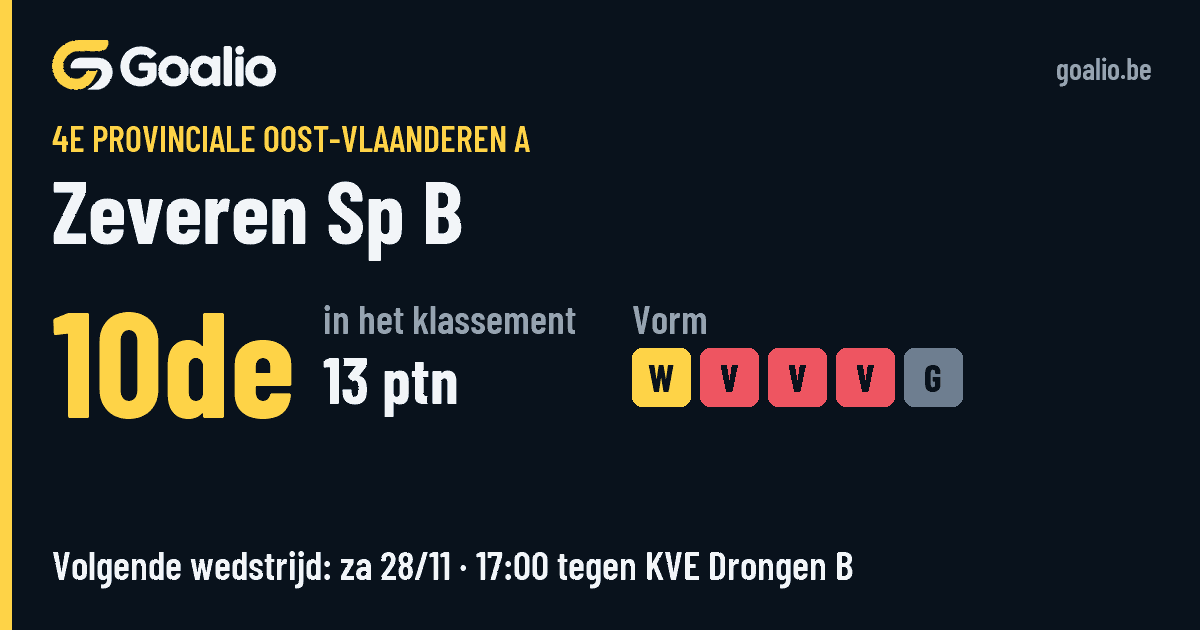 Goalio
goalio.be
4E PROVINCIALE OOST-VLAANDEREN A
Zeveren Sp B
10de
in het klassement
13 ptn
Vorm
W V V V G
Volgende wedstrijd: za 28/11 · 17:00 tegen KVE Drongen B